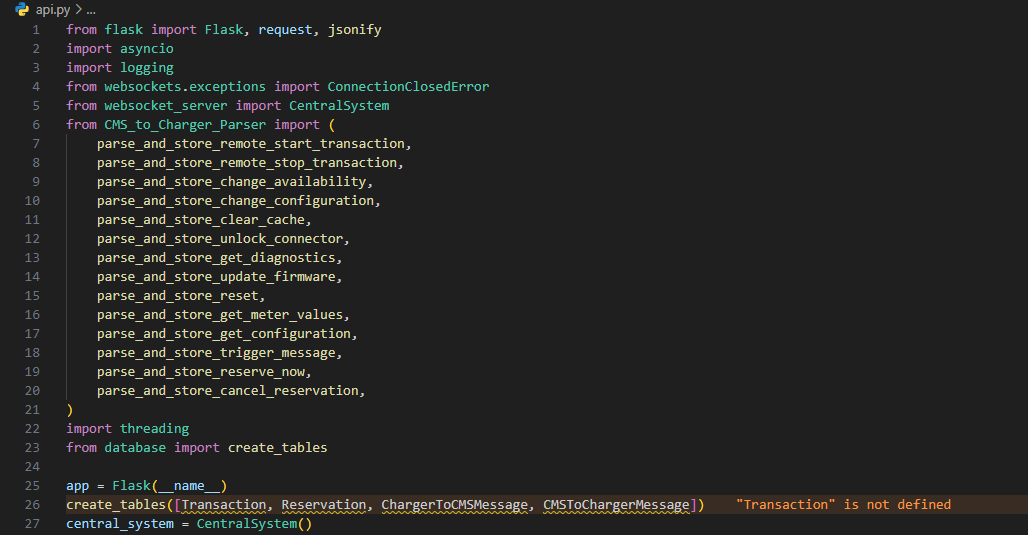 api.py > ...
1 from flask import Flask, request, jsonify
2 import asyncio
3 import logging
4 from websockets.exceptions import ConnectionClosedError
5 from websocket_server import CentralSystem
6 from CMS_to_Charger_Parser import (
7     parse_and_store_remote_start_transaction,
8     parse_and_store_remote_stop_transaction,
9     parse_and_store_change_availability,
10     parse_and_store_change_configuration,
11     parse_and_store_clear_cache,
12     parse_and_store_unlock_connector,
13     parse_and_store_get_diagnostics,
14     parse_and_store_update_firmware,
15     parse_and_store_reset,
16     parse_and_store_get_meter_values,
17     parse_and_store_get_configuration,
18     parse_and_store_trigger_message,
19     parse_and_store_reserve_now,
20     parse_and_store_cancel_reservation,
21 )
22 import threading
23 from database import create_tables
24
25 app = Flask(__name__)
26 create_tables([Transaction, Reservation, ChargerToCMSMessage, CMSToChargerMessage])    "Transaction" is not defined
27 central_system = CentralSystem()